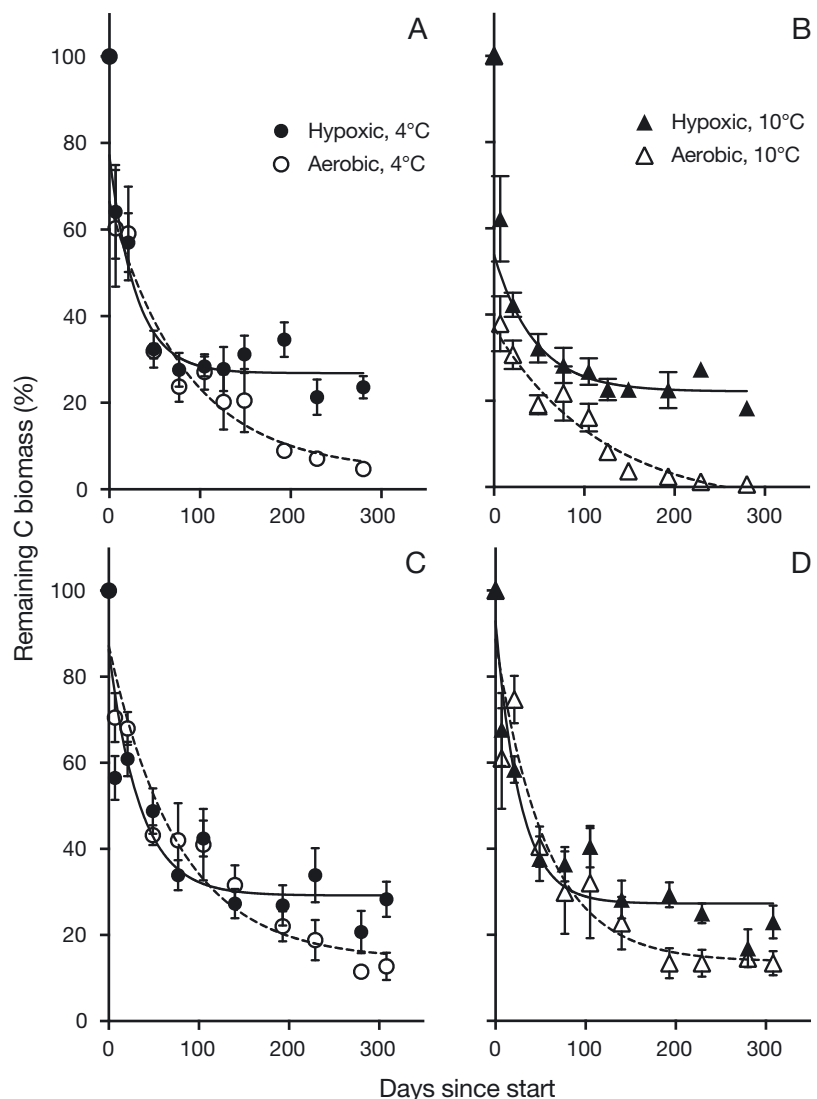 A
100
80
60
40
20
0
Hypoxic, 4°C
Aerobic, 4°C
0 100 200 300
B
Hypoxic, 10°C
Aerobic, 10°C
0 100 200 300
Remaining C biomass (%)
C
100
80
60
40
20
0
0 100 200 300
D
0 100 200 300
Days since start